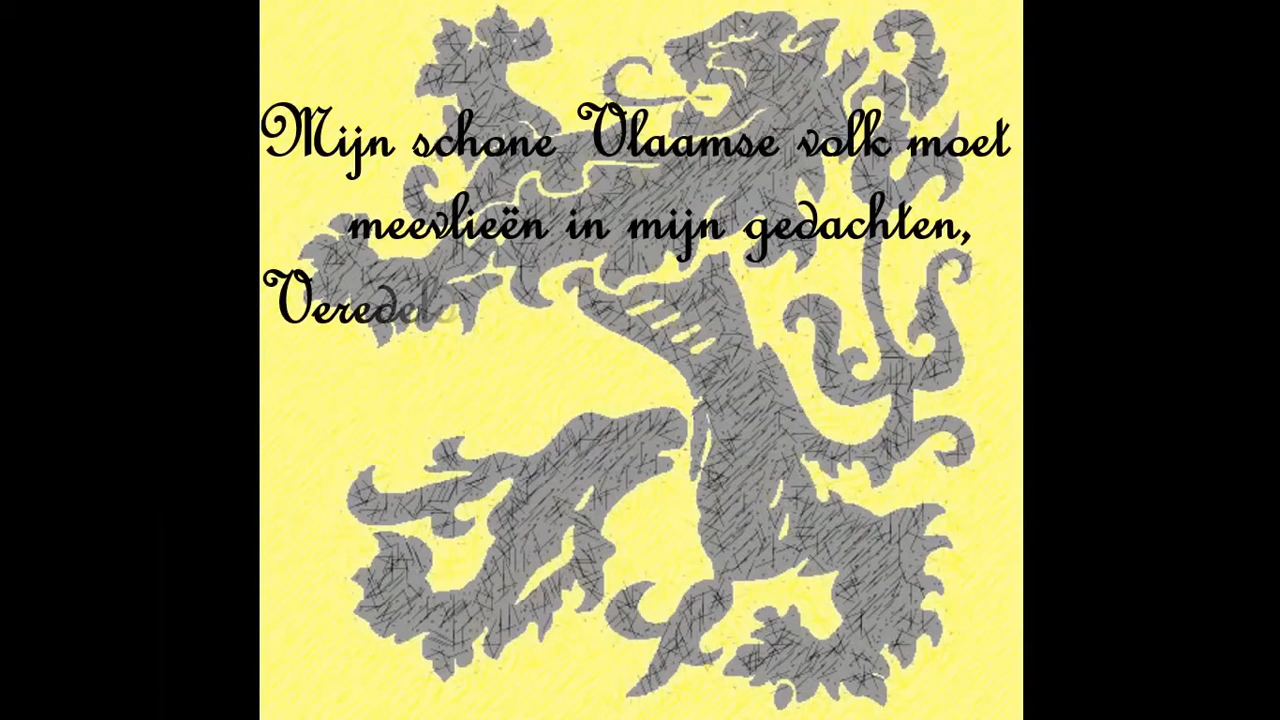 Mijn schone Vlaamse volk moet
meevlieën in mijn gedachten,